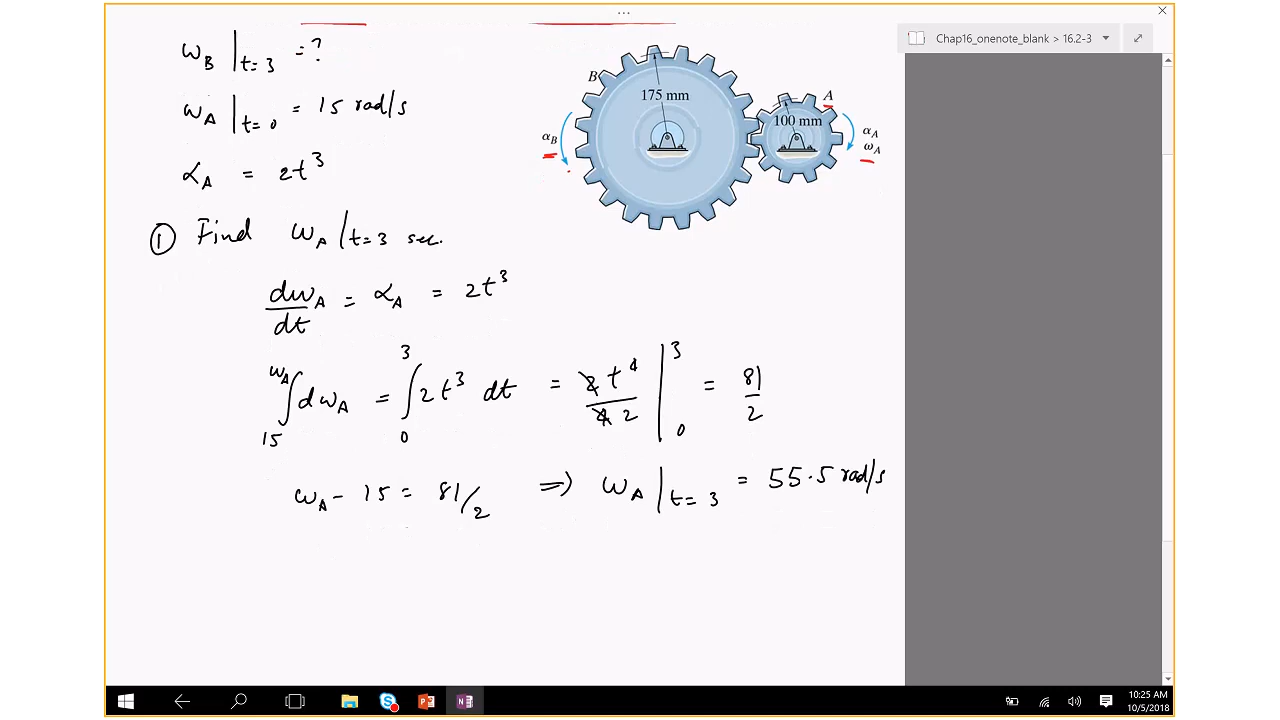 ...
Chap16_onenote_blank > 16.2-3
ω_B |t=3 = ?
ω_A |t=0 = 15 rad/s
α_A = 2t^3
B
175 mm
A
100 mm
α_B
α_A
ω_A
① Find ω_A |t=3 sec.
dω_A/dt = α_A = 2t^3
∫_15^ω_A dω_A = ∫_0^3 2t^3 dt = 2t^4/4 2 |_0^3 = 81/2
ω_A - 15 = 81/2 ⇒ ω_A |t=3 = 55.5 rad/s
10:25 AM
10/5/2018